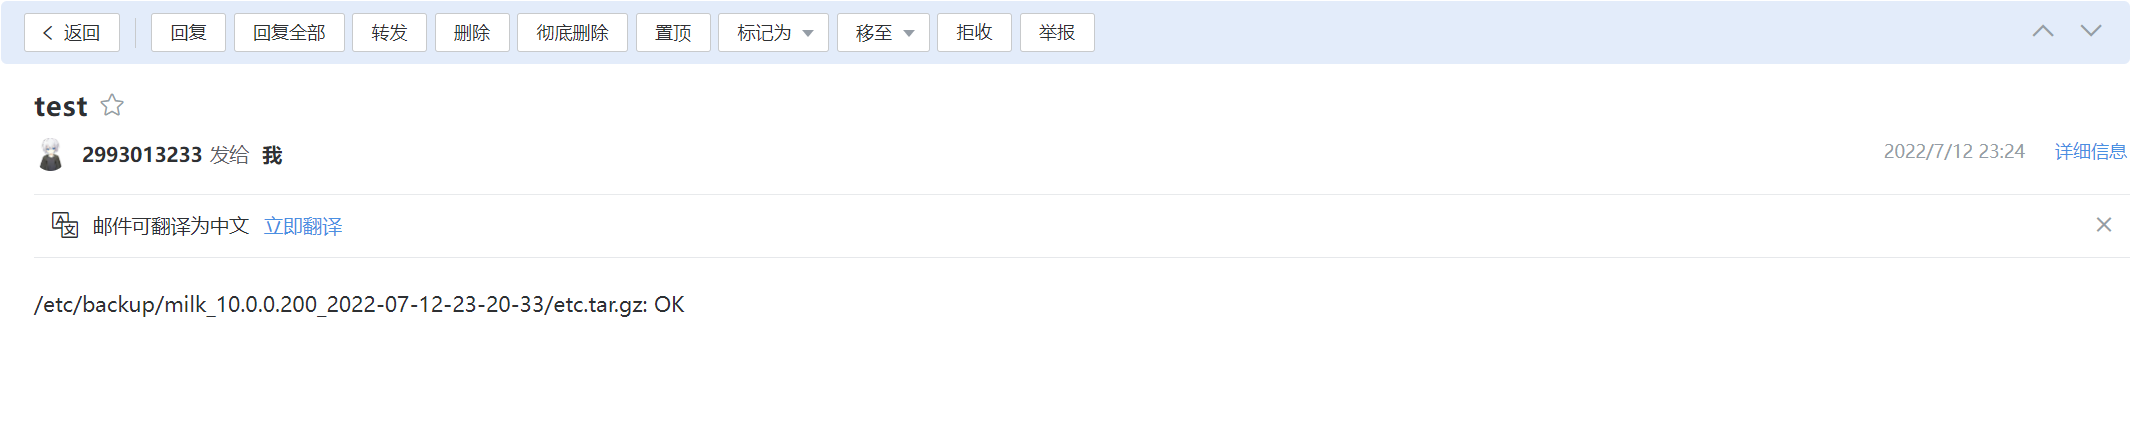 返回 回复 回复全部 转发 删除 彻底删除 置顶 标记为 移至 拒收 举报
test
2993013233 发给 我 2022/7/12 23:24 详细信息
邮件可翻译为中文 立即翻译
/etc/backup/milk_10.0.0.200_2022-07-12-23-20-33/etc.tar.gz: OK